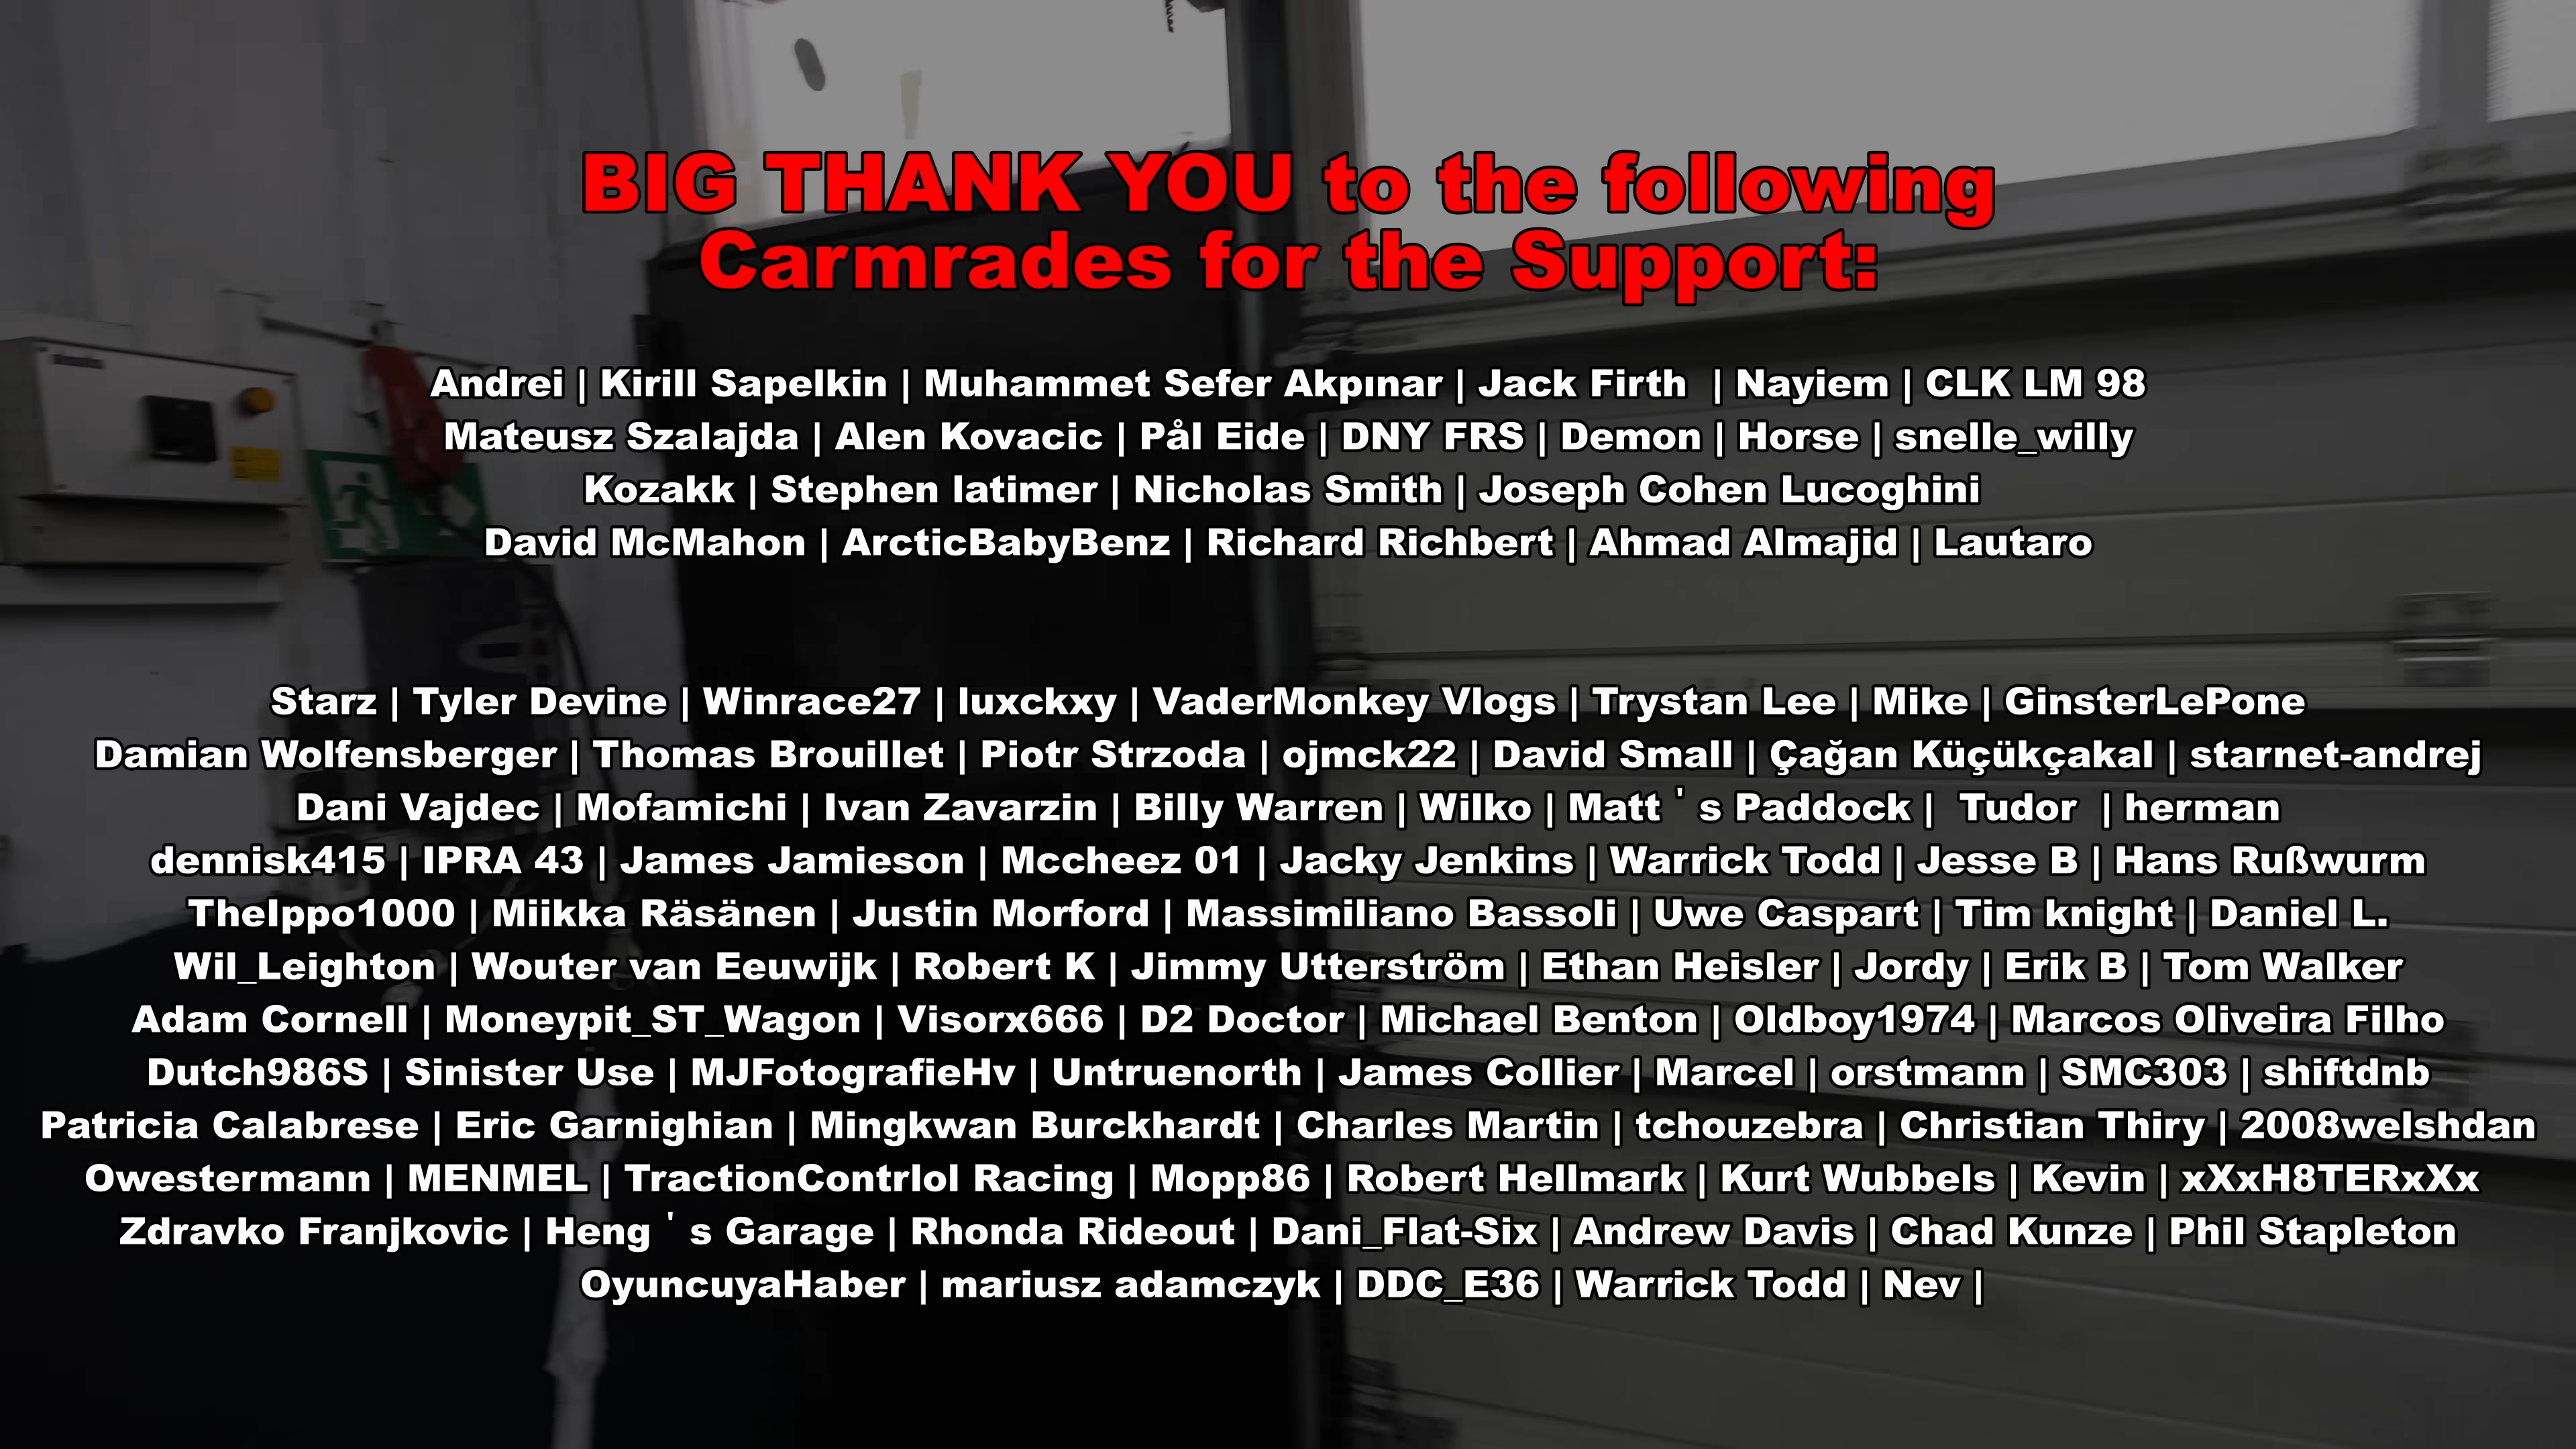 BIG THANK YOU to the following
Carmrades for the Support:
Andrei | Kirill Sapelkin | Muhammet Sefer Akpınar | Jack Firth | Nayiem | CLK LM 98
Mateusz Szalajda | Alen Kovacic | Pål Eide | DNY FRS | Demon | Horse | snelle_willy
Kozakk | Stephen latimer | Nicholas Smith | Joseph Cohen Lucoghini
David McMahon | ArcticBabyBenz | Richard Richbert | Ahmad Almajid | Lautaro
Starz | Tyler Devine | Winrace27 | luxckxy | VaderMonkey Vlogs | Trystan Lee | Mike | GinsterLePone
Damian Wolfensberger | Thomas Brouillet | Piotr Strzoda | ojmck22 | David Small | Çağan Küçükçakal | starnet-andrej
Dani Vajdec | Mofamichi | Ivan Zavarzin | Billy Warren | Wilko | Matt ' s Paddock | Tudor | herman
dennisk415 | IPRA 43 | James Jamieson | Mccheez 01 | Jacky Jenkins | Warrick Todd | Jesse B | Hans Rußwurm
TheIppo1000 | Miikka Räsänen | Justin Morford | Massimiliano Bassoli | Uwe Caspart | Tim knight | Daniel L.
Wil_Leighton | Wouter van Eeuwijk | Robert K | Jimmy Utterström | Ethan Heisler | Jordy | Erik B | Tom Walker
Adam Cornell | Moneypit_ST_Wagon | Visorx666 | D2 Doctor | Michael Benton | Oldboy1974 | Marcos Oliveira Filho
Dutch986S | Sinister Use | MJFotografieHv | Untruenorth | James Collier | Marcel | orstmann | SMC303 | shiftdnb
Patricia Calabrese | Eric Garnighian | Mingkwan Burckhardt | Charles Martin | tchouzebra | Christian Thiry | 2008welshdan
Owestermann | MENMEL | TractionContrlol Racing | Mopp86 | Robert Hellmark | Kurt Wubbels | Kevin | xXxH8TERxXx
Zdravko Franjkovic | Heng ' s Garage | Rhonda Rideout | Dani_Flat-Six | Andrew Davis | Chad Kunze | Phil Stapleton
OyuncuyaHaber | mariusz adamczyk | DDC_E36 | Warrick Todd | Nev |